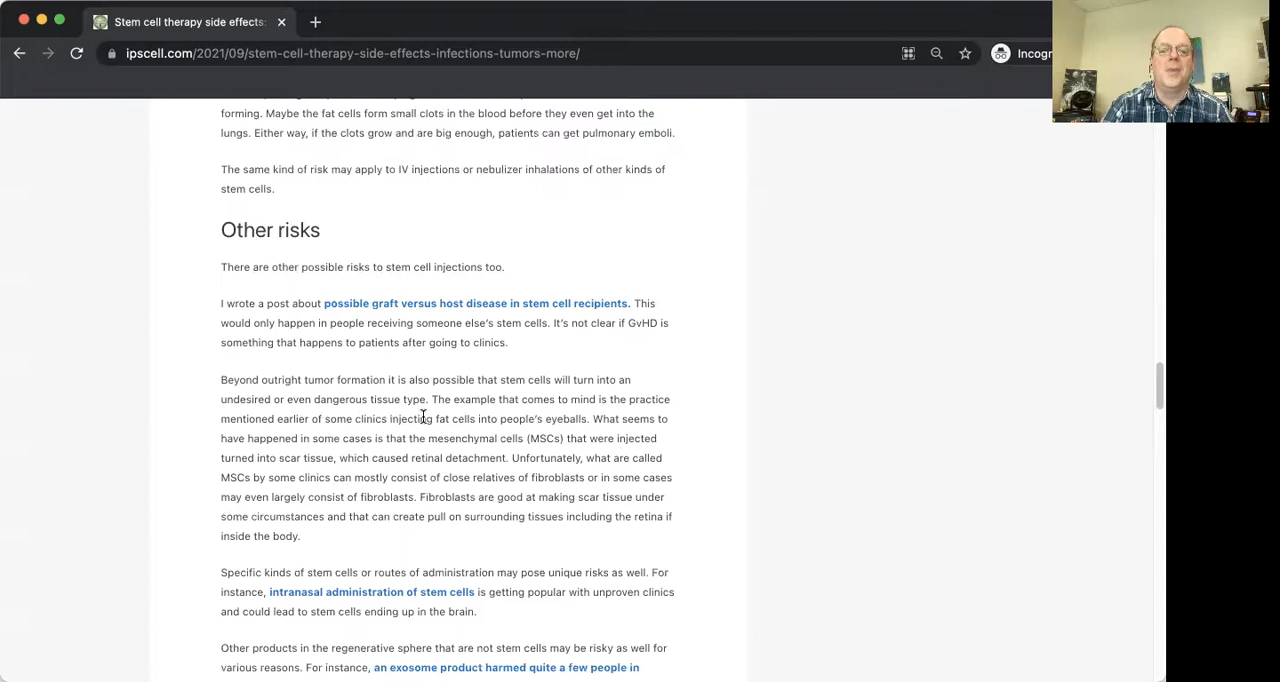 Stem cell therapy side effects:
ipscell.com/2021/09/stem-cell-therapy-side-effects-infections-tumors-more/
Incog
forming. Maybe the fat cells form small clots in the blood before they even get into the
lungs. Either way, if the clots grow and are big enough, patients can get pulmonary emboli.
The same kind of risk may apply to IV injections or nebulizer inhalations of other kinds of
stem cells.
Other risks
There are other possible risks to stem cell injections too.
I wrote a post about possible graft versus host disease in stem cell recipients. This
would only happen in people receiving someone else's stem cells. It's not clear if GvHD is
something that happens to patients after going to clinics.
Beyond outright tumor formation it is also possible that stem cells will turn into an
undesired or even dangerous tissue type. The example that comes to mind is the practice
mentioned earlier of some clinics injecting fat cells into people's eyeballs. What seems to
have happened in some cases is that the mesenchymal cells (MSCs) that were injected
turned into scar tissue, which caused retinal detachment. Unfortunately, what are called
MSCs by some clinics can mostly consist of close relatives of fibroblasts or in some cases
may even largely consist of fibroblasts. Fibroblasts are good at making scar tissue under
some circumstances and that can create pull on surrounding tissues including the retina if
inside the body.
Specific kinds of stem cells or routes of administration may pose unique risks as well. For
instance, intranasal administration of stem cells is getting popular with unproven clinics
and could lead to stem cells ending up in the brain.
Other products in the regenerative sphere that are not stem cells may be risky as well for
various reasons. For instance, an exosome product harmed quite a few people in